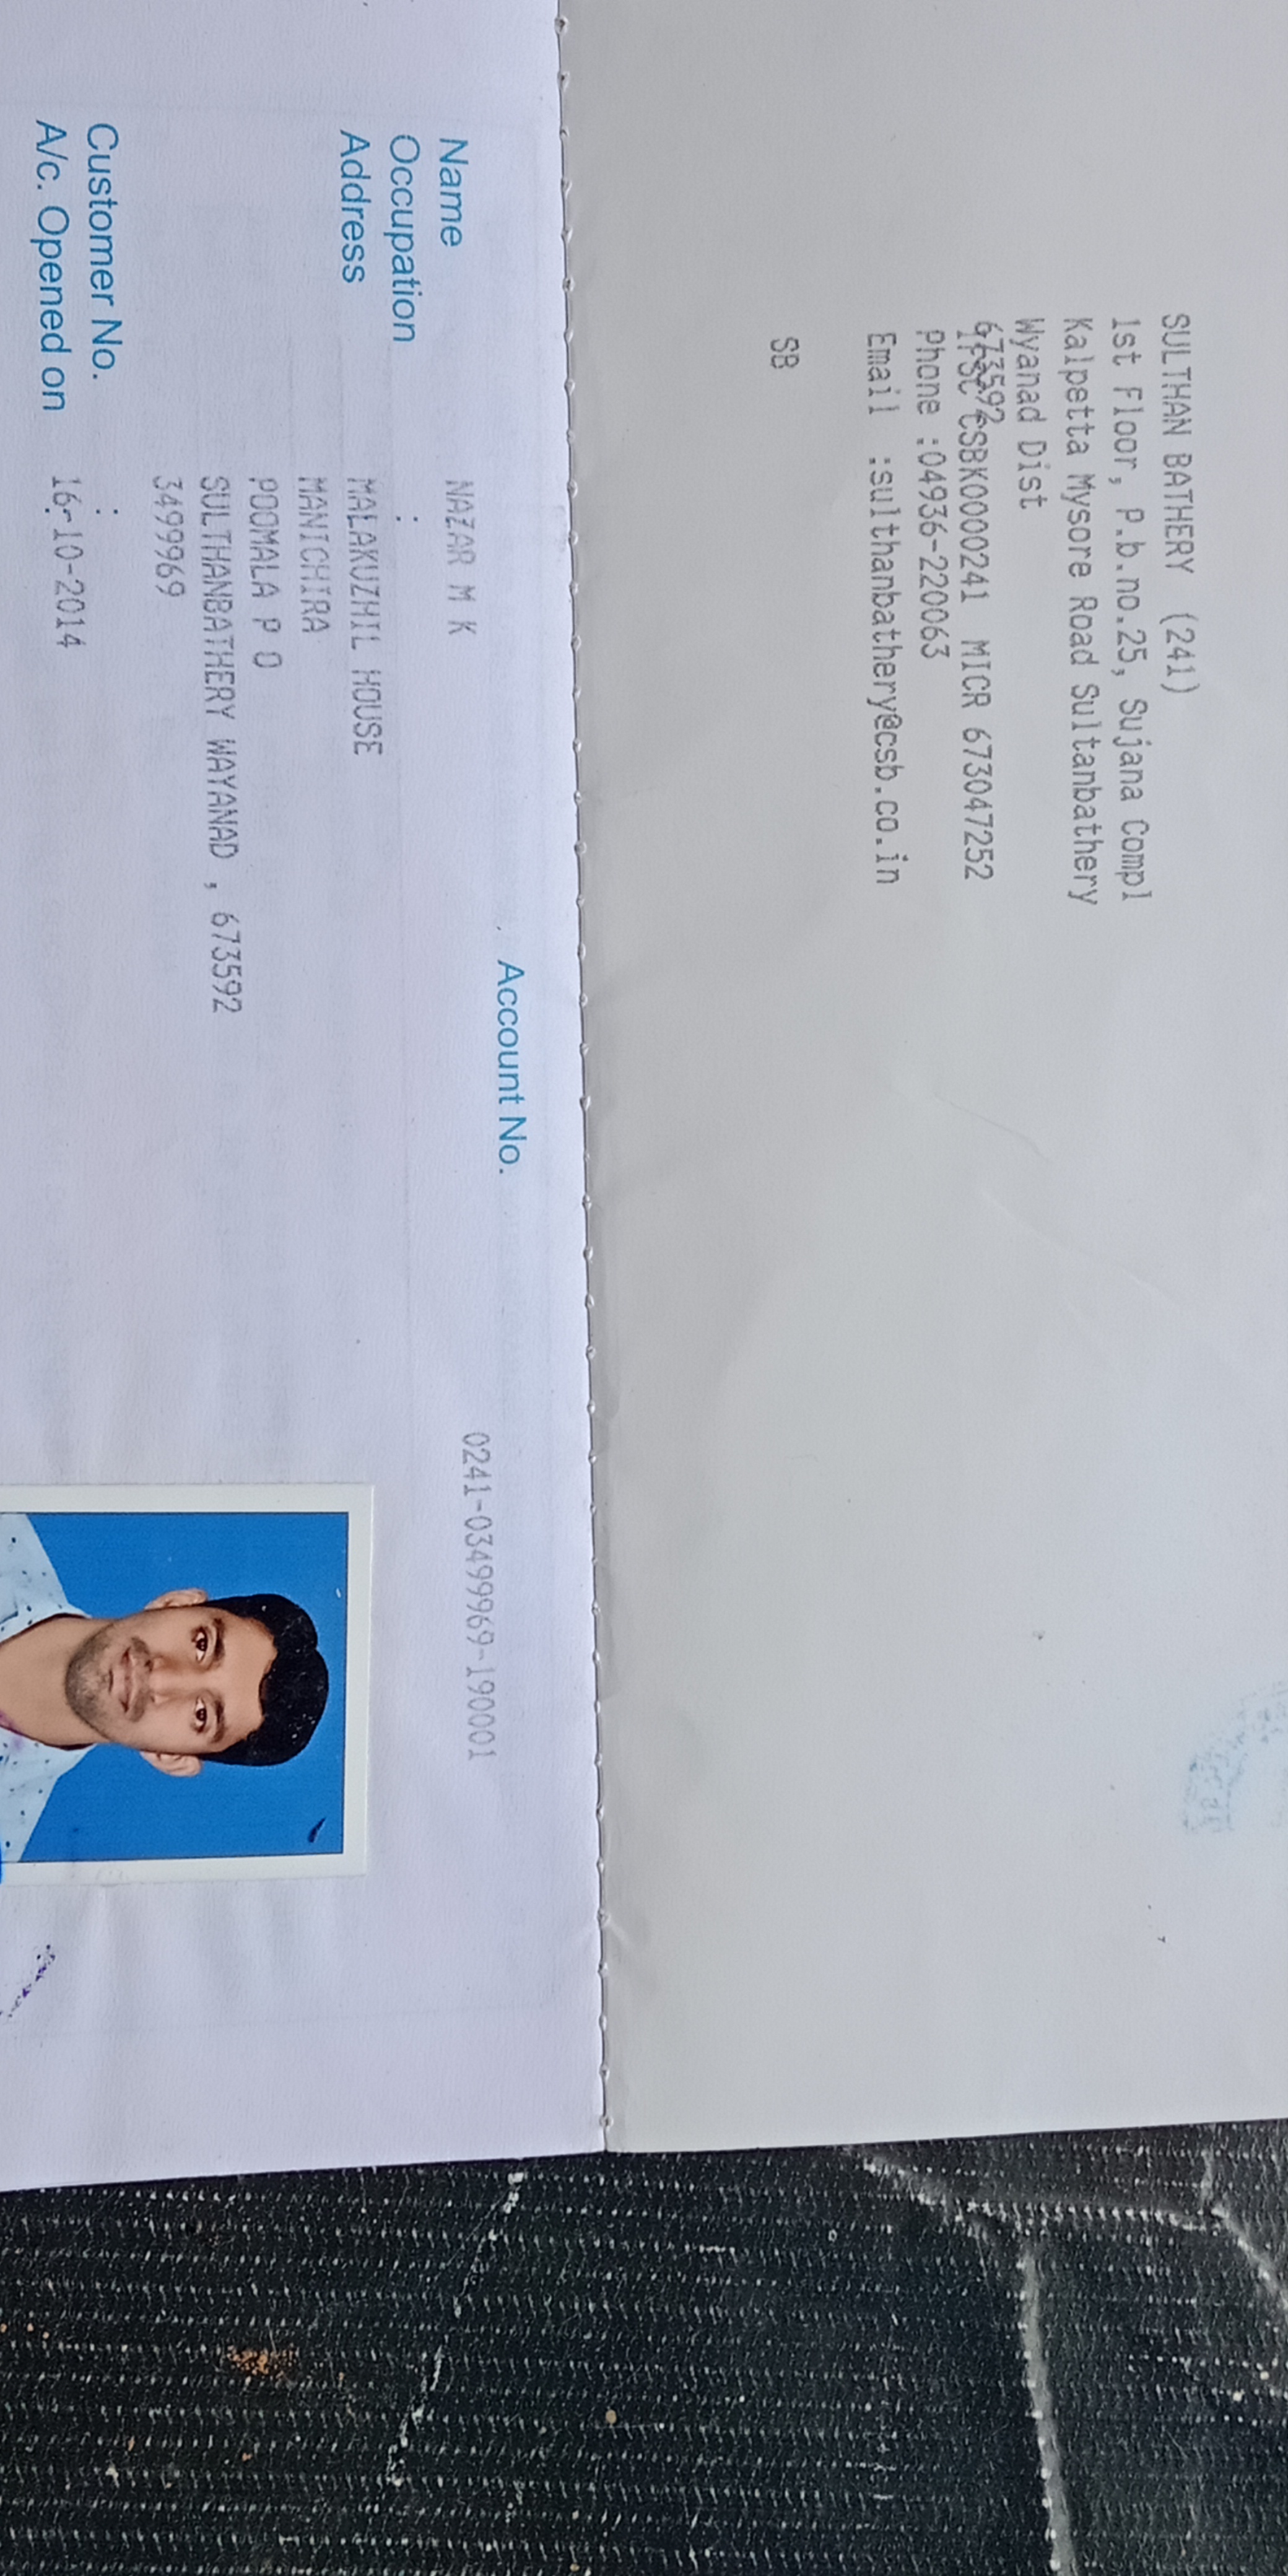 SULTHAN BATHERY (241)
1st Floor, P.b.no.25, Sujana Compl
Kalpetta Mysore Road Sultanbathery
Wyanad Dist
673592
IFSC CSBK0000241 MICR 673047252
Phone :04936-220063
Email :sulthanbathery@csb.co.in
SB
Account No.
0241-03499969-190001
Name NAZAR M K
Occupation :
Address MALAKUZHIL HOUSE
MANICHIRA
POOMALA P O
SULTHANBATHERY WAYANAD , 673592
3499969
Customer No. :
A/c. Opened on : 16-10-2014